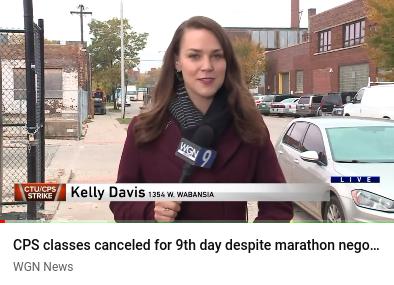 WGN 9
CTU/CPS
STRIKE
Kelly Davis 1354 W. WABANSIA
LIVE
CPS classes canceled for 9th day despite marathon nego...
WGN News